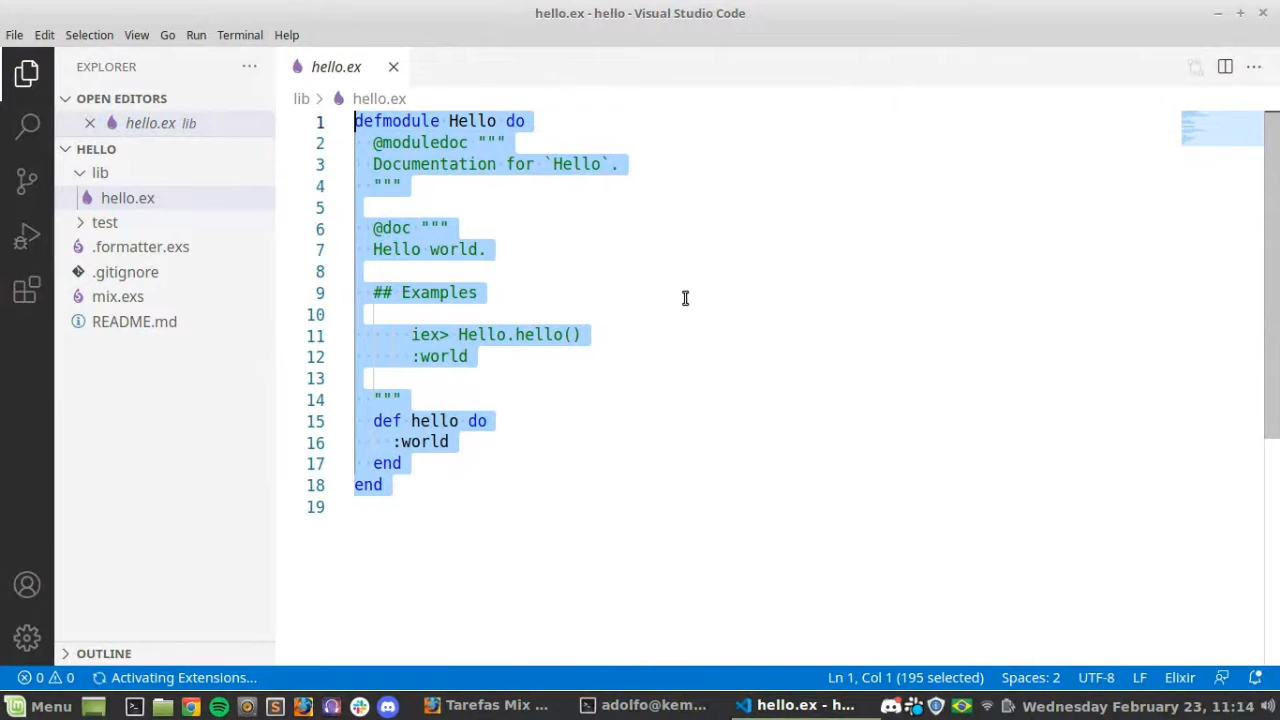 hello.ex - hello - Visual Studio Code
File Edit Selection View Go Run Terminal Help
EXPLORER
hello.ex
OPEN EDITORS
lib > hello.ex
hello.ex lib
HELLO
lib
hello.ex
test
.formatter.exs
.gitignore
mix.exs
README.md
1 defmodule Hello do
2 @moduledoc """
3 Documentation for `Hello`.
4 """
5
6 @doc """
7 Hello world.
8
9 ## Examples
10
11 iex> Hello.hello()
12 :world
13
14 """
15 def hello do
16 :world
17 end
18 end
19
OUTLINE
0 0 Activating Extensions... Ln 1, Col 1 (195 selected) Spaces: 2 UTF-8 LF Elixir
Menu Tarefas Mix ... adolfo@kem... hello.ex - h... Wednesday February 23, 11:14